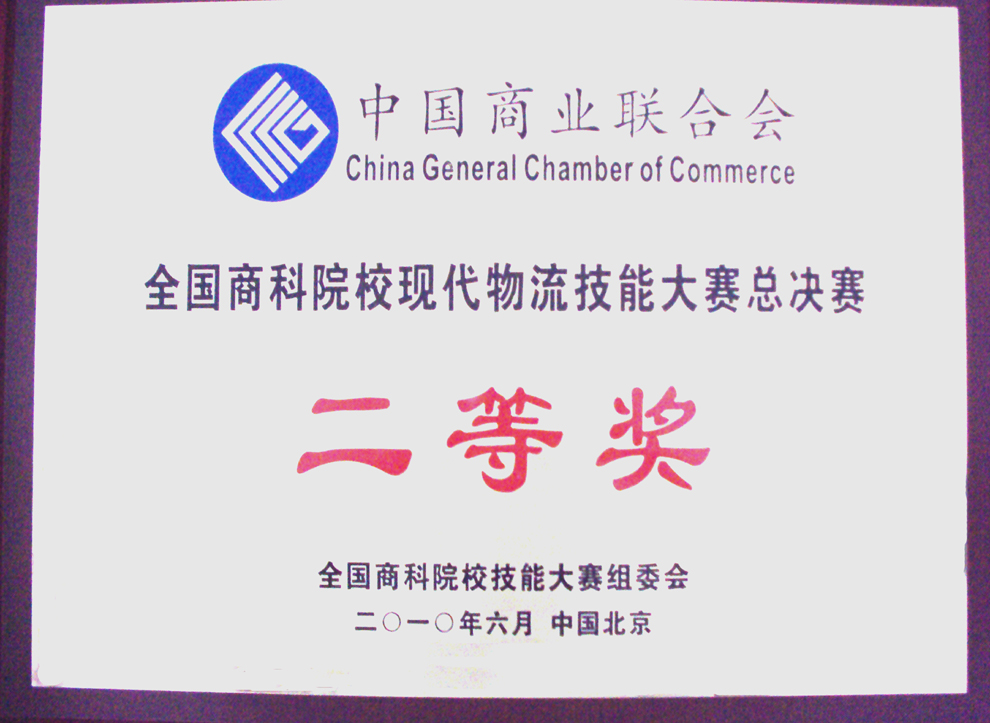 中国商业联合会
China General Chamber of Commerce
全国商科院校现代物流技能大赛总决赛
二等奖
全国商科院校技能大赛组委会
二〇一〇年六月 中国北京